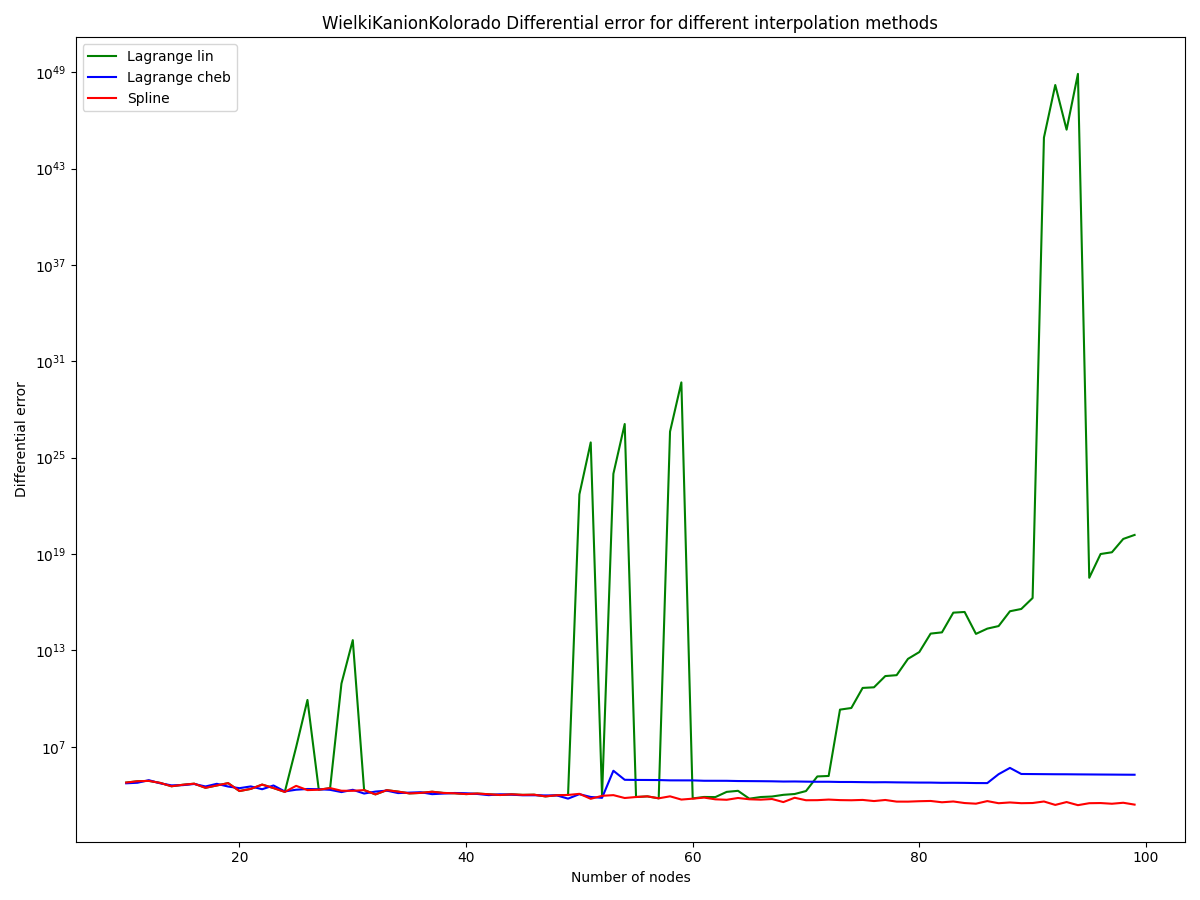 WielkiKanionKolorado Differential error for different interpolation methods
Lagrange lin
Lagrange cheb
Spline
10^49
10^43
10^37
10^31
10^25
10^19
10^13
10^7
Differential error
20 40 60 80 100
Number of nodes